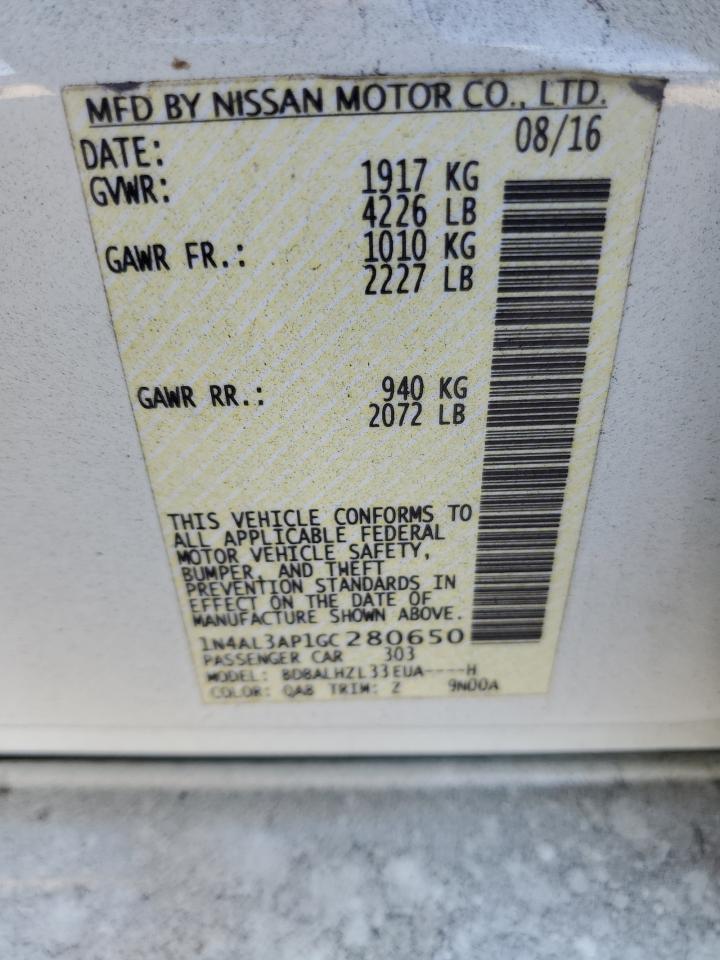 MFD BY NISSAN MOTOR CO., LTD.
DATE: 08/16
GVWR: 1917 KG
4226 LB
GAWR FR.: 1010 KG
2227 LB
GAWR RR.: 940 KG
2072 LB
THIS VEHICLE CONFORMS TO
ALL APPLICABLE FEDERAL
MOTOR VEHICLE SAFETY,
BUMPER, AND THEFT
PREVENTION STANDARDS IN
EFFECT ON THE DATE OF
MANUFACTURE SHOWN ABOVE.
1N4AL3AP1GC280650
PASSENGER CAR 303
MODEL: BDBALHZL33EUA----H
COLOR: QAB TRIM: Z 9N00A